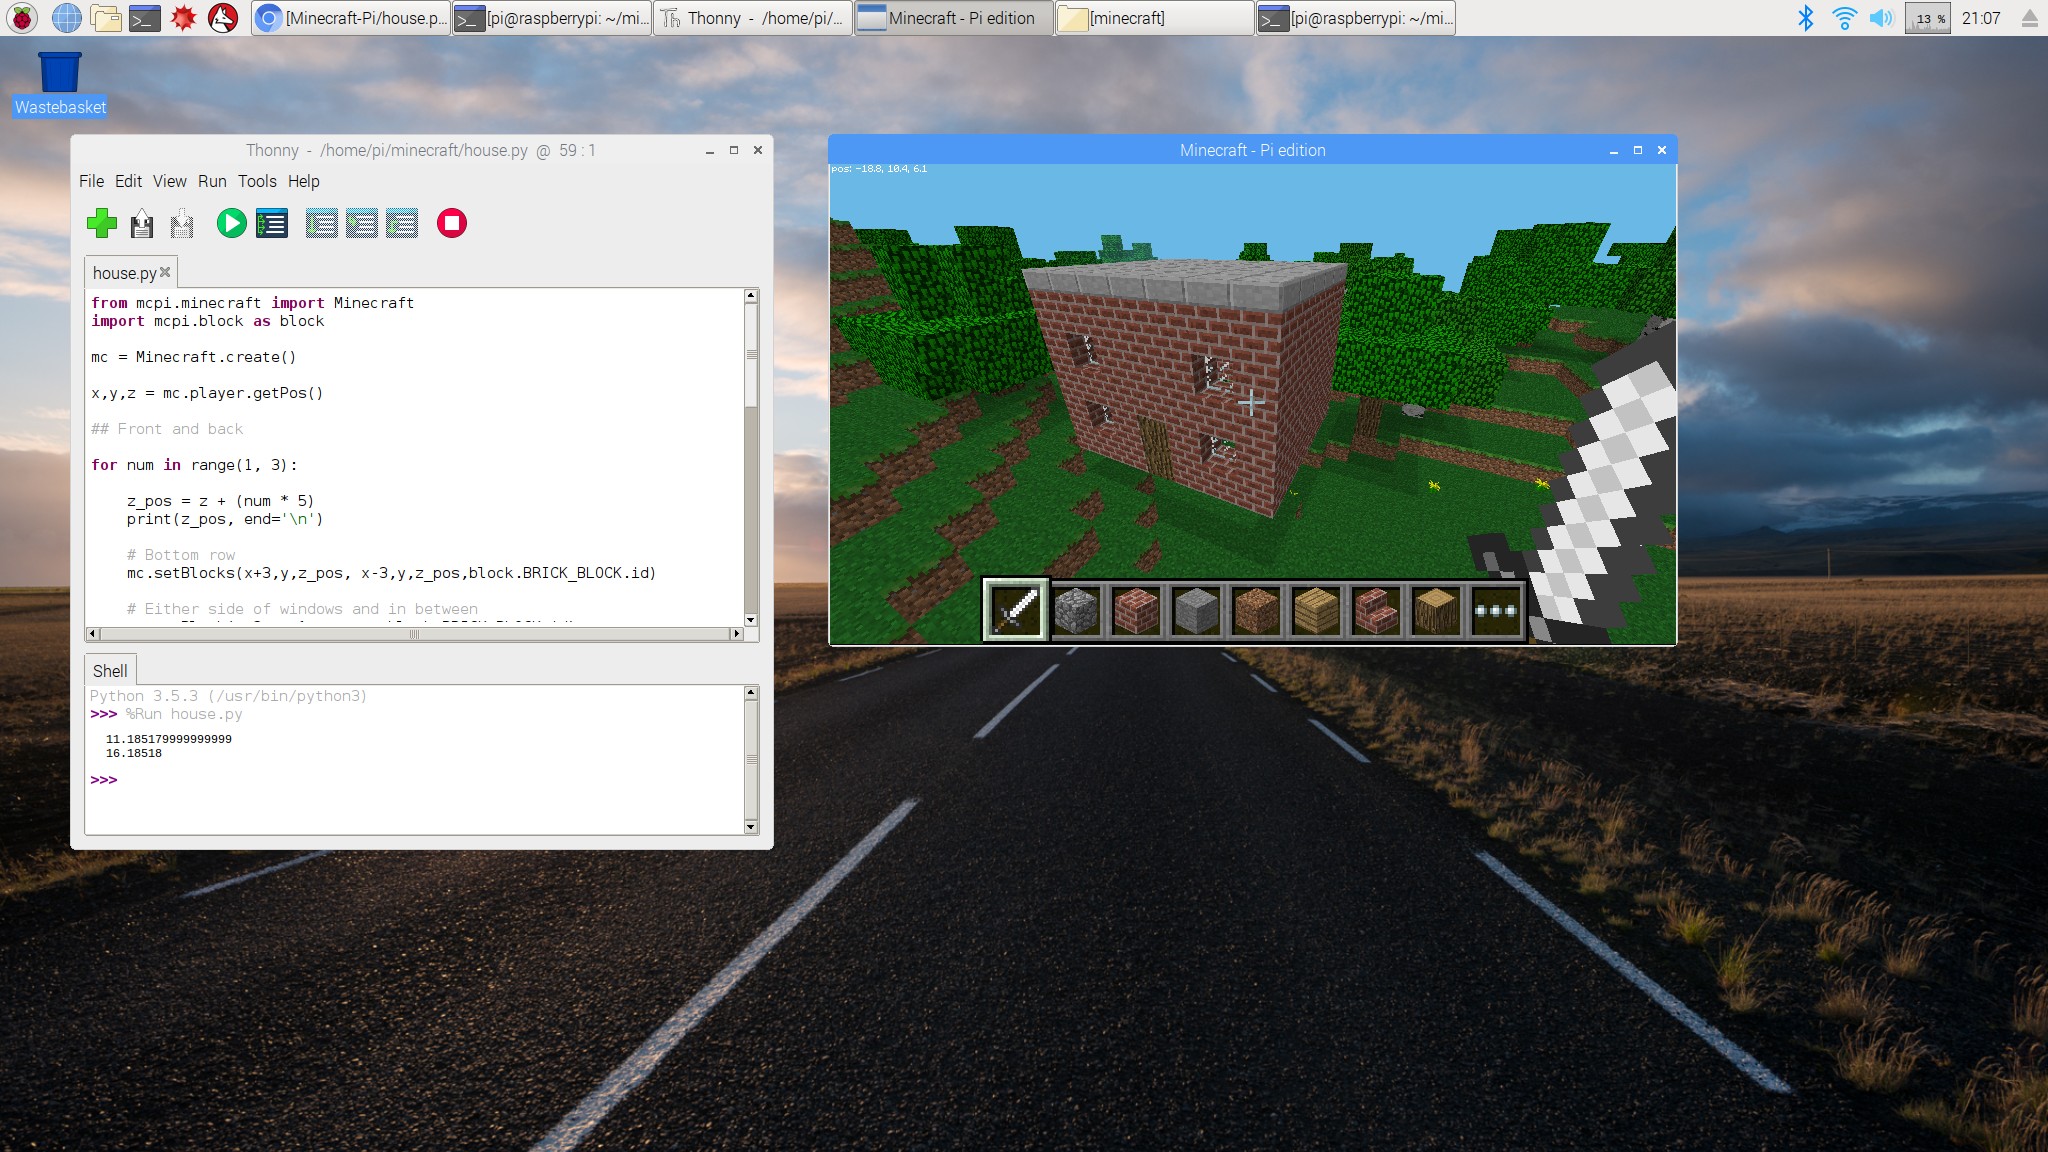 [Minecraft-Pi/house.p... [pi@raspberrypi: ~/mi... Thonny - /home/pi/... Minecraft - Pi edition [minecraft] [pi@raspberrypi: ~/mi... 13 % 21:07
Wastebasket
Thonny - /home/pi/minecraft/house.py @ 59 : 1
File Edit View Run Tools Help
house.py
from mcpi.minecraft import Minecraft
import mcpi.block as block
mc = Minecraft.create()
x,y,z = mc.player.getPos()
## Front and back
for num in range(1, 3):
z_pos = z + (num * 5)
print(z_pos, end='\n')
# Bottom row
mc.setBlocks(x+3,y,z_pos, x-3,y,z_pos,block.BRICK_BLOCK.id)
# Either side of windows and in between
Shell
Python 3.5.3 (/usr/bin/python3)
>>> %Run house.py
11.185179999999999
16.18518
>>>
Minecraft - Pi edition
pos: -18.8, 10.4, 6.1